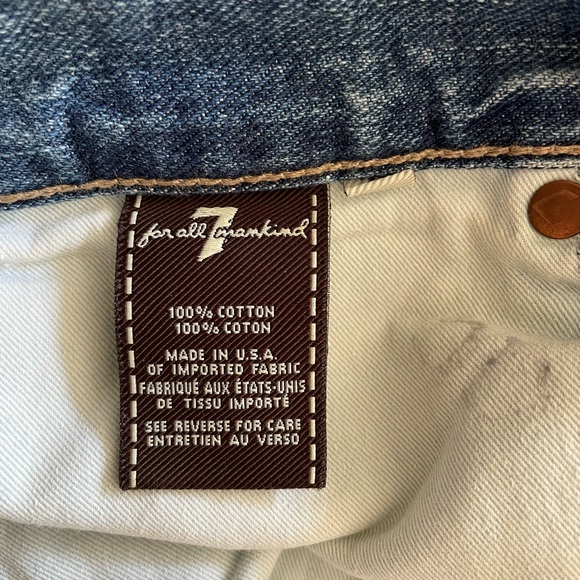 for all 7 mankind
100% COTTON
100% COTON
MADE IN U.S.A.
OF IMPORTED FABRIC
FABRIQUÉ AUX ÉTATS-UNIS
DE TISSU IMPORTÉ
SEE REVERSE FOR CARE
ENTRETIEN AU VERSO